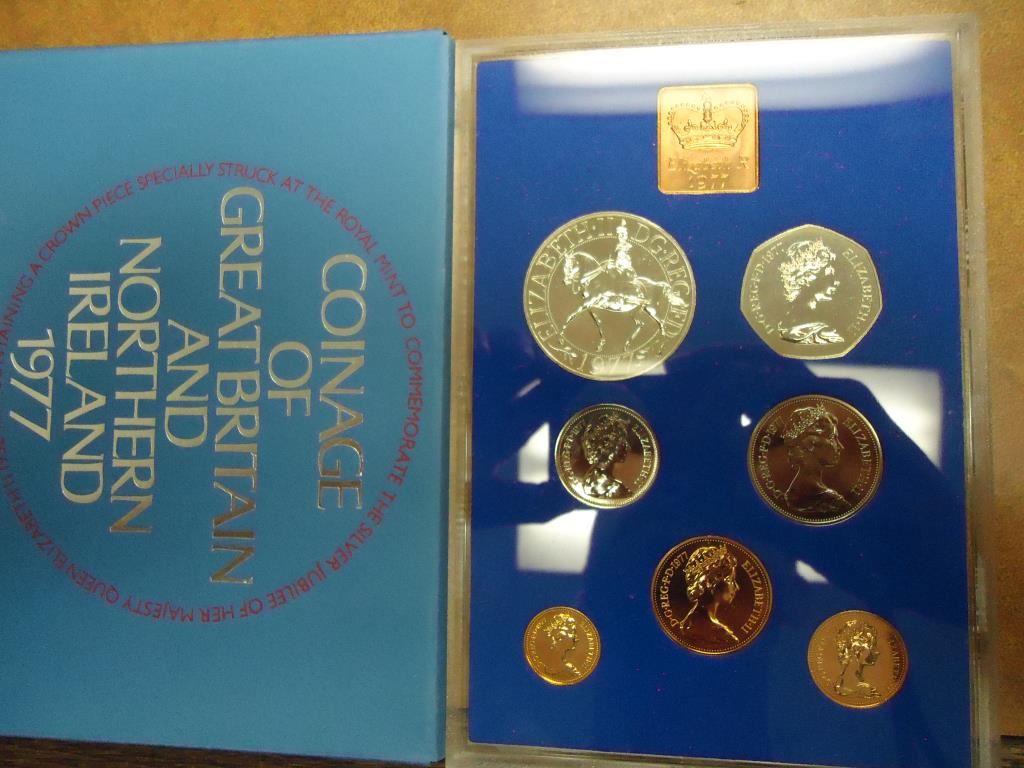 COINAGE
OF
GREAT BRITAIN
AND
NORTHERN
IRELAND
1977
CONTAINING A CROWN PIECE SPECIALLY STRUCK AT THE ROYAL MINT TO COMMEMORATE THE SILVER JUBILEE OF HER MAJESTY QUEEN ELIZABETH
Elizabeth R
1977
ELIZABETH·II D·G·REG F·D
1977
D·G·REG·F·D·1977 ELIZABETH·II
D·G·REG·F·D·1977 ELIZABETH·II
D·G·REG·F·D·1977 ELIZABETH·II
D·G·REG·F·D·1977 ELIZABETH·II